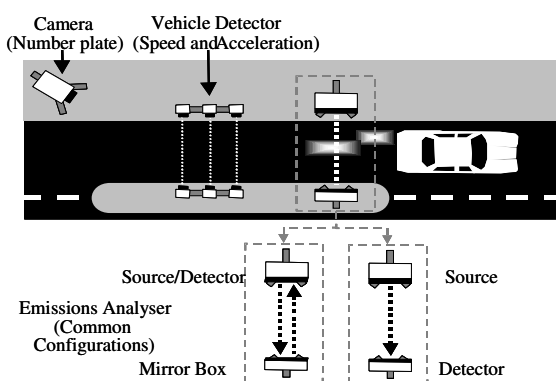 Camera
(Number plate)
Vehicle Detector
(Speed andAcceleration)
Source/Detector
Source
Emissions Analyser
(Common
Configurations)
Mirror Box
Detector